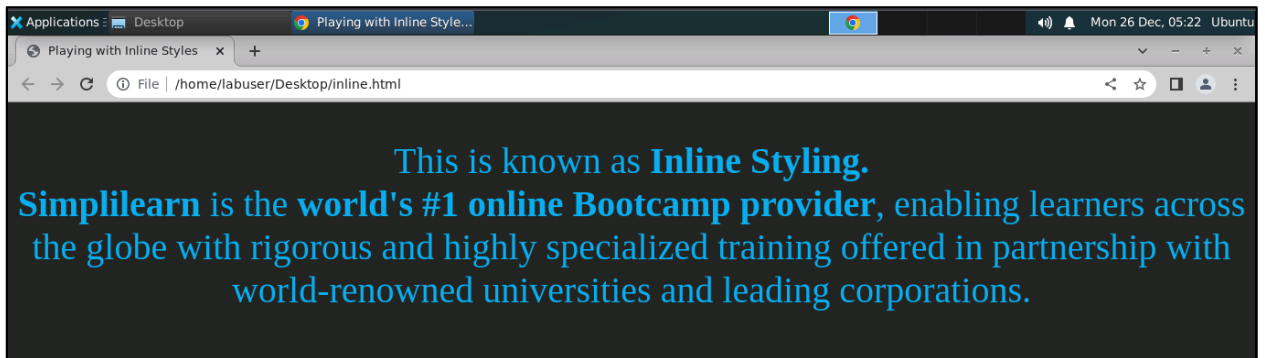 Applications
Desktop
Playing with Inline Style...
Mon 26 Dec, 05:22 Ubuntu
Playing with Inline Styles
File
/home/labuser/Desktop/inline.html
This is known as Inline Styling.
Simplilearn is the world's #1 online Bootcamp provider, enabling learners across
the globe with rigorous and highly specialized training offered in partnership with
world-renowned universities and leading corporations.